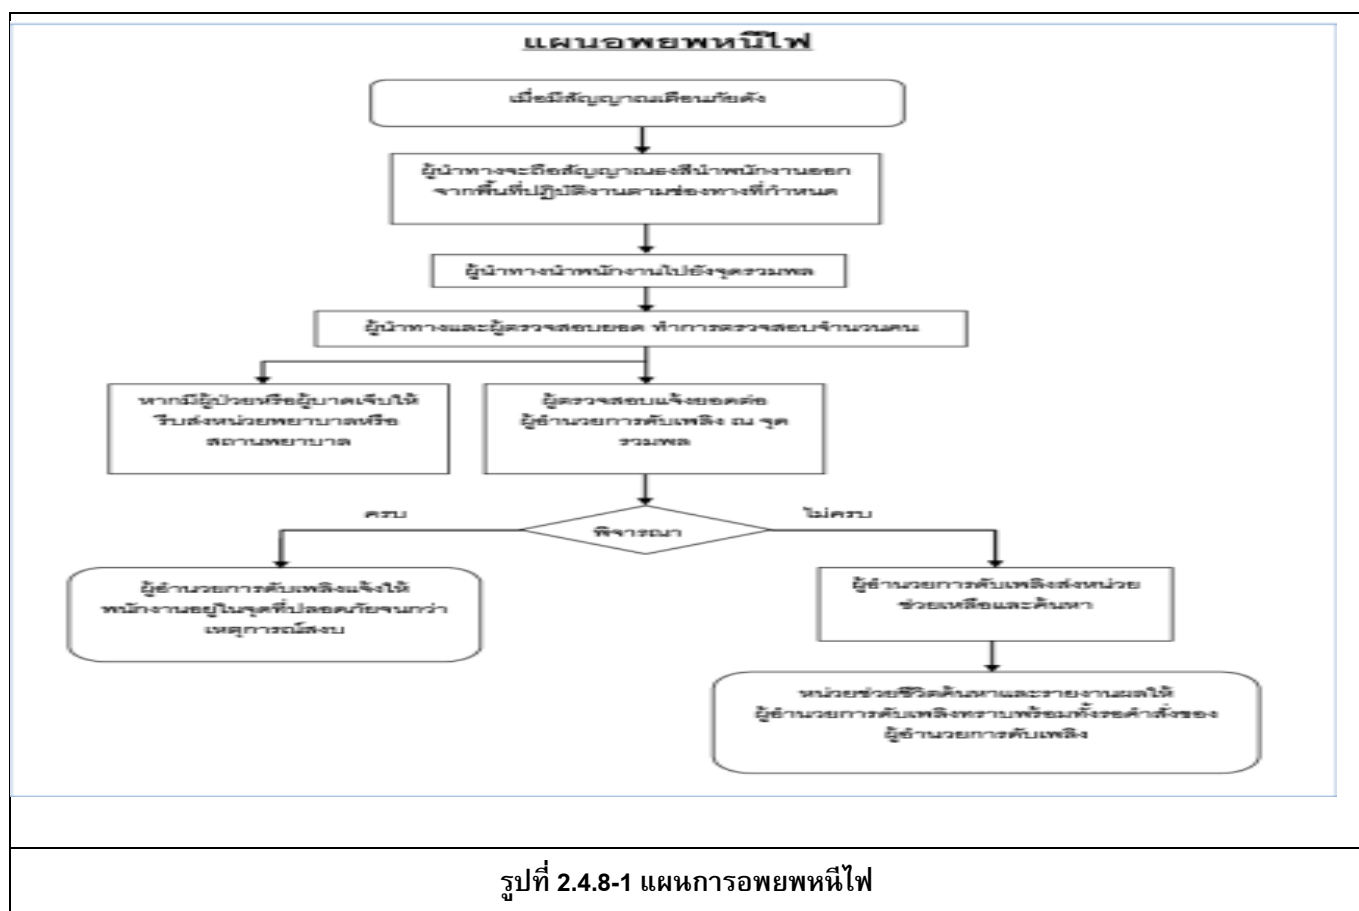 แผนอพยพหนีไฟ
เมื่อมีสัญญาณเตือนภัยดัง
ผู้นำทางจะถือสัญญาณธงสีนำพนักงานออก
จากพื้นที่ปฏิบัติงานตามช่องทางที่กำหนด
ผู้นำทางนำพนักงานไปยังจุดรวมพล
ผู้นำทางและผู้ตรวจสอบยอด ทำการตรวจสอบจำนวนคน
หากมีผู้ป่วยหรือผู้บาดเจ็บให้
รีบส่งหน่วยพยาบาลหรือ
สถานพยาบาล
ผู้ตรวจสอบแจ้งยอดต่อ
ผู้อำนวยการดับเพลิง ณ จุด
รวมพล
ครบ
พิจารณา
ไม่ครบ
ผู้อำนวยการดับเพลิงแจ้งให้
พนักงานอยู่ในจุดที่ปลอดภัยจนกว่า
เหตุการณ์สงบ
ผู้อำนวยการดับเพลิงส่งหน่วย
ช่วยเหลือและค้นหา
หน่วยช่วยชีวิตค้นหาและรายงานผลให้
ผู้อำนวยการดับเพลิงทราบพร้อมทั้งรอคำสั่งของ
ผู้อำนวยการดับเพลิง
รูปที่ 2.4.8-1 แผนการอพยพหนีไฟ